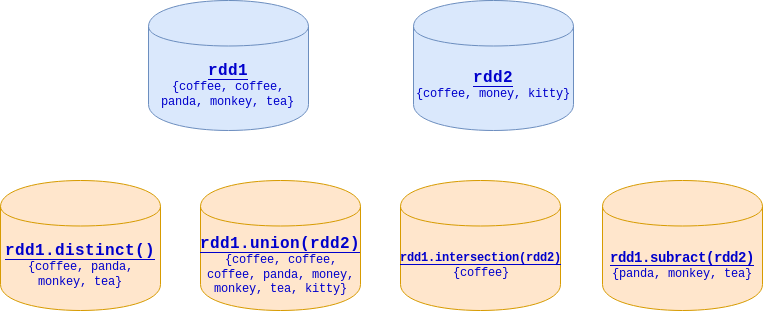 rdd1
{coffee, coffee,
panda, monkey, tea}
rdd2
{coffee, money, kitty}
rdd1.distinct()
{coffee, panda,
monkey, tea}
rdd1.union(rdd2)
{coffee, coffee,
coffee, panda, money,
monkey, tea, kitty}
rdd1.intersection(rdd2)
{coffee}
rdd1.subract(rdd2)
{panda, monkey, tea}